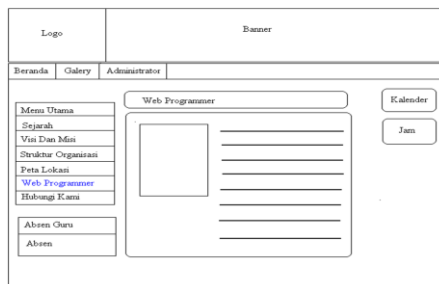 Logo
Banner
Beranda Galery Administrator
Menu Utama
Sejarah
Visi Dan Misi
Struktur Organisasi
Peta Lokasi
Web Programmer
Hubungi Kami
Absen Guru
Absen
Web Programmer
Kalender
Jam